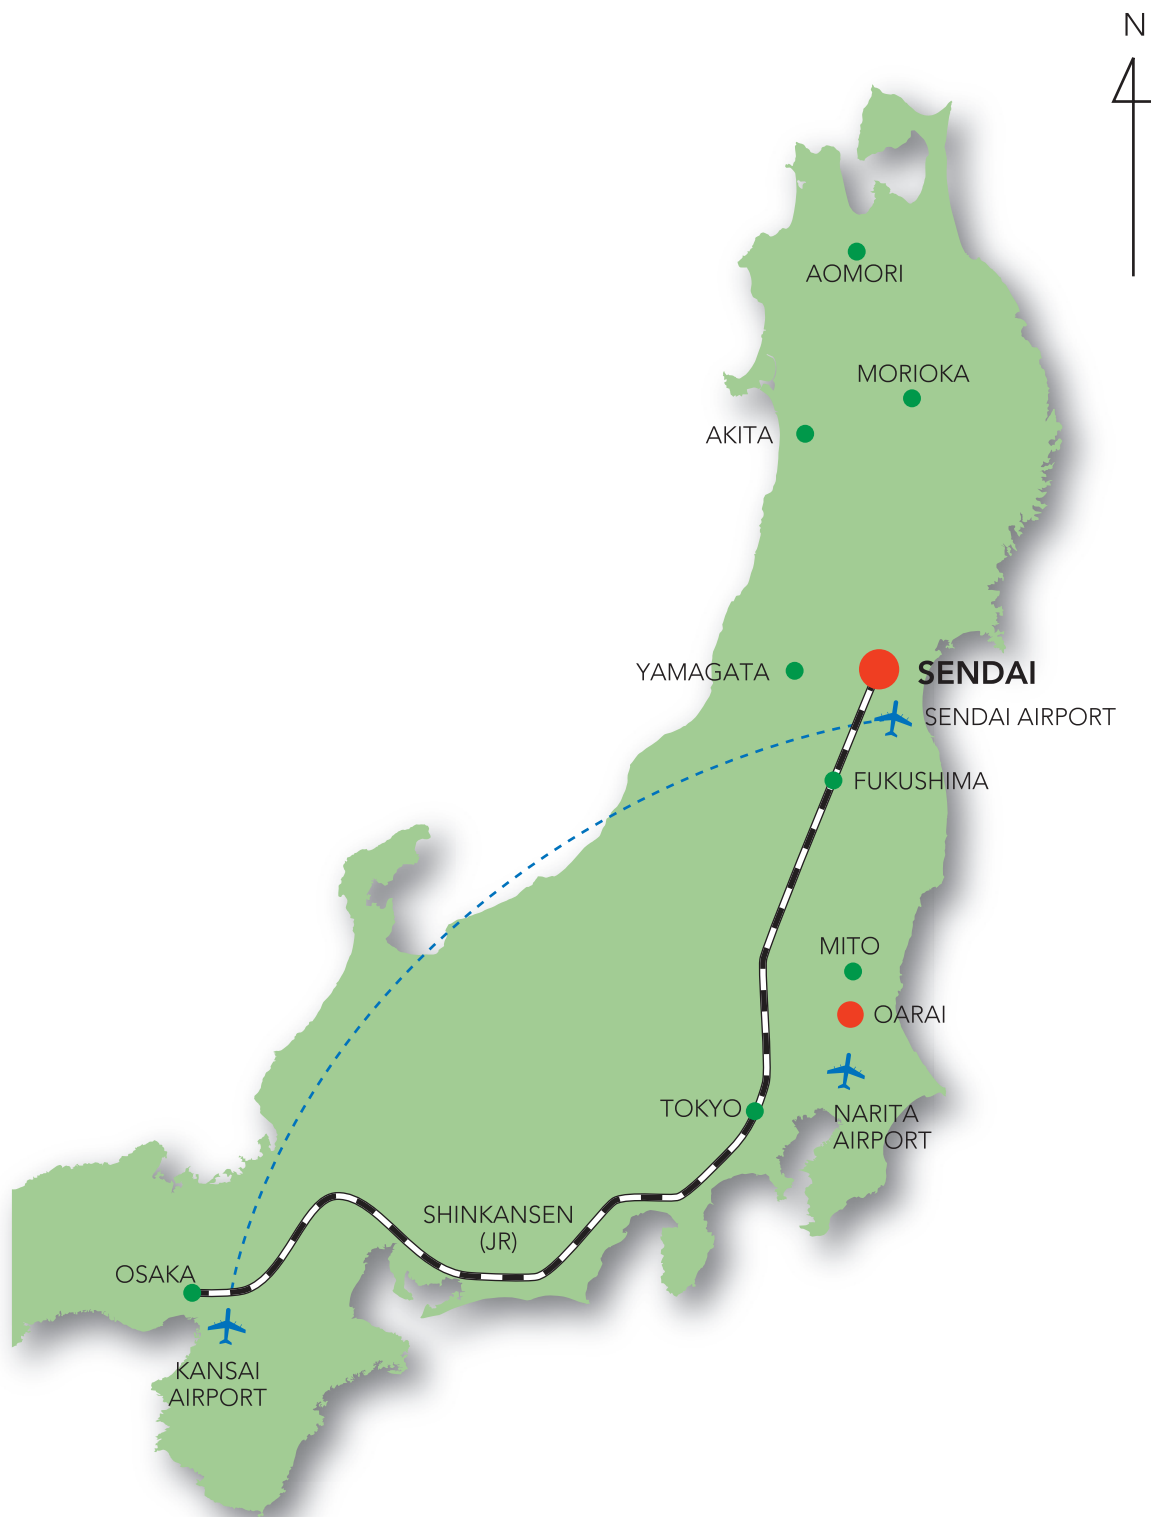 N
AOMORI
MORIOKA
AKITA
YAMAGATA
SENDAI
SENDAI AIRPORT
FUKUSHIMA
MITO
OARAI
TOKYO
NARITA
AIRPORT
SHINKANSEN
(JR)
OSAKA
KANSAI
AIRPORT